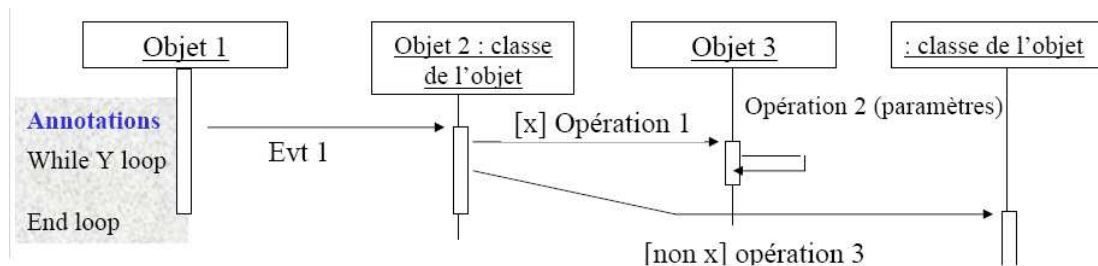 Objet 1
Objet 2 : classe
de l'objet
Objet 3
: classe de l'objet
Annotations
While Y loop
End loop
Evt 1
[x] Opération 1
Opération 2 (paramètres)
[non x] opération 3